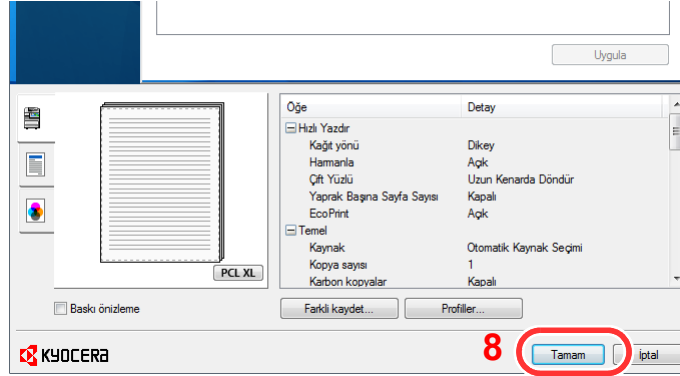 Uygula
Öğe Detay
Hızlı Yazdır
Kağıt yönü Dikey
Harmanla Açık
Çift Yüzlü Uzun Kenarda Döndür
Yaprak Başına Sayfa Sayısı Kapalı
EcoPrint Açık
Temel
Kaynak Otomatik Kaynak Seçimi
Kopya sayısı 1
Karbon kopyalar Kapalı
PCL XL
Baskı önizleme Farklı kaydet... Profiller...
KYOCERA 8 Tamam İptal